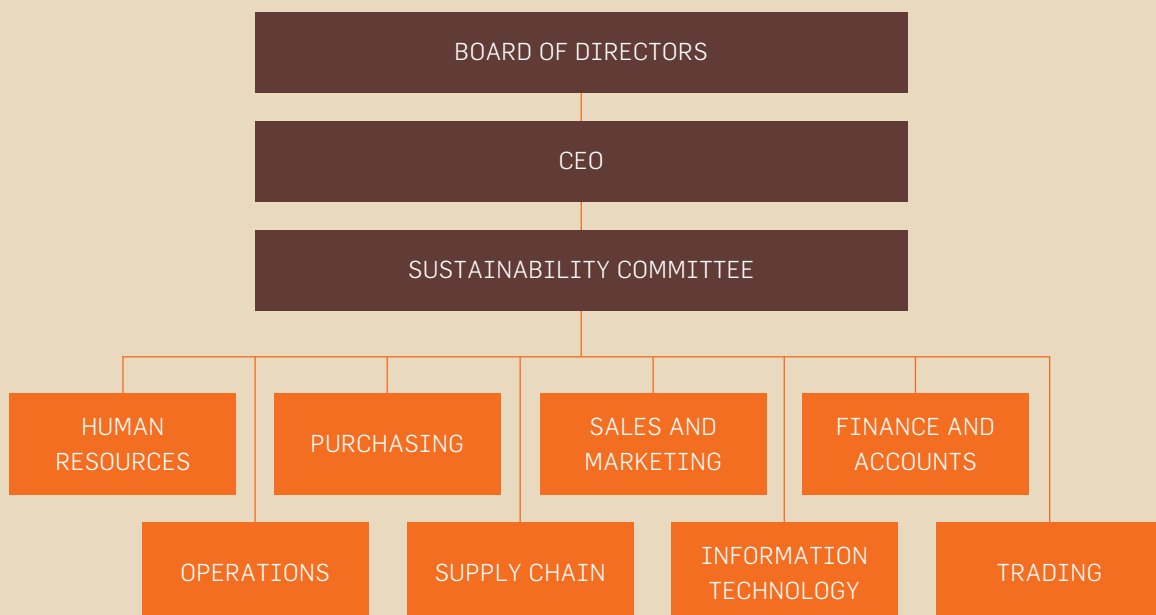 BOARD OF DIRECTORS
CEO
SUSTAINABILITY COMMITTEE
HUMAN
RESOURCES
PURCHASING
SALES AND
MARKETING
FINANCE AND
ACCOUNTS
OPERATIONS
SUPPLY CHAIN
INFORMATION
TECHNOLOGY
TRADING